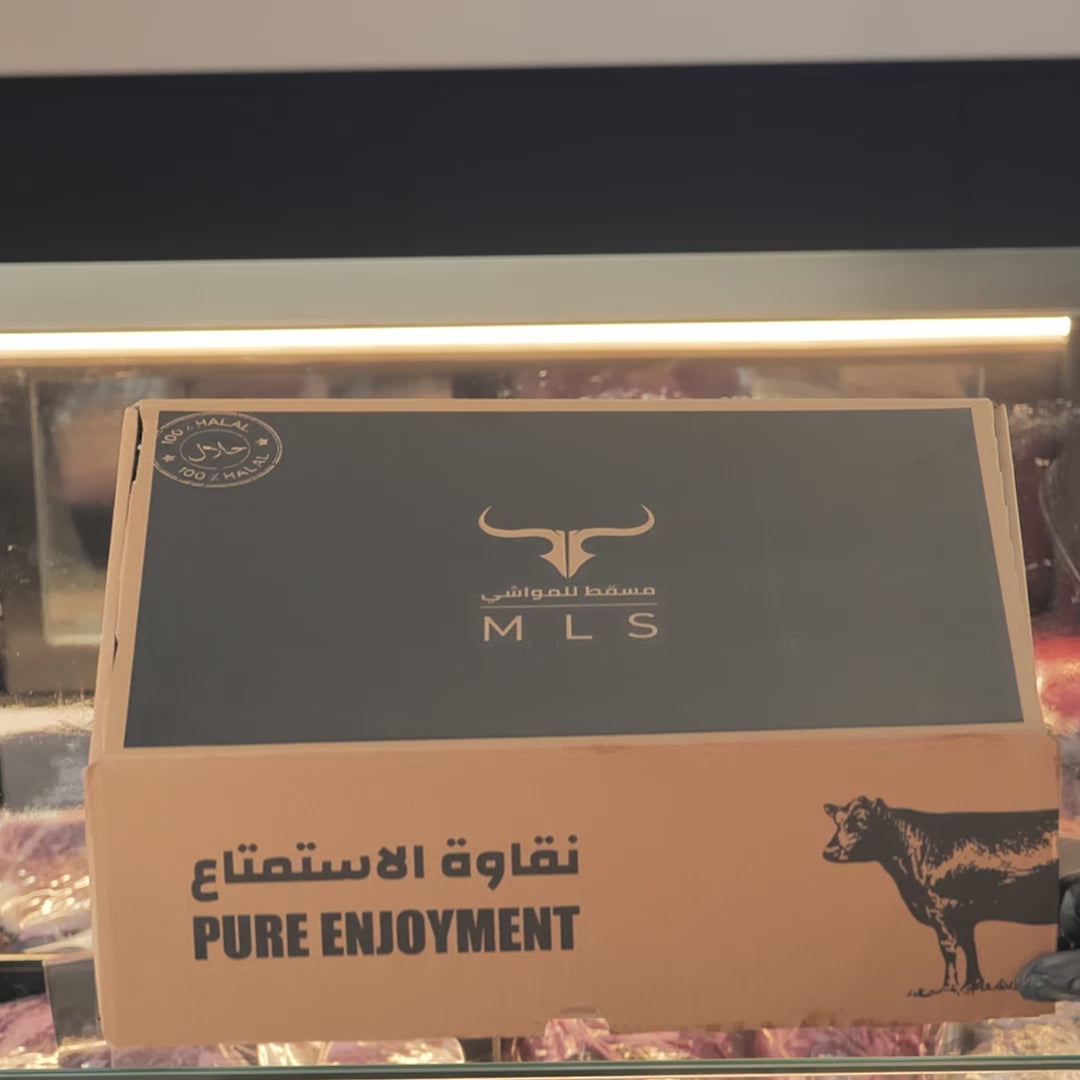 100% HALAL
حلال
100% HALAL
مسقط للمواشي
MLS
نقاوة الاستمتاع
PURE ENJOYMENT